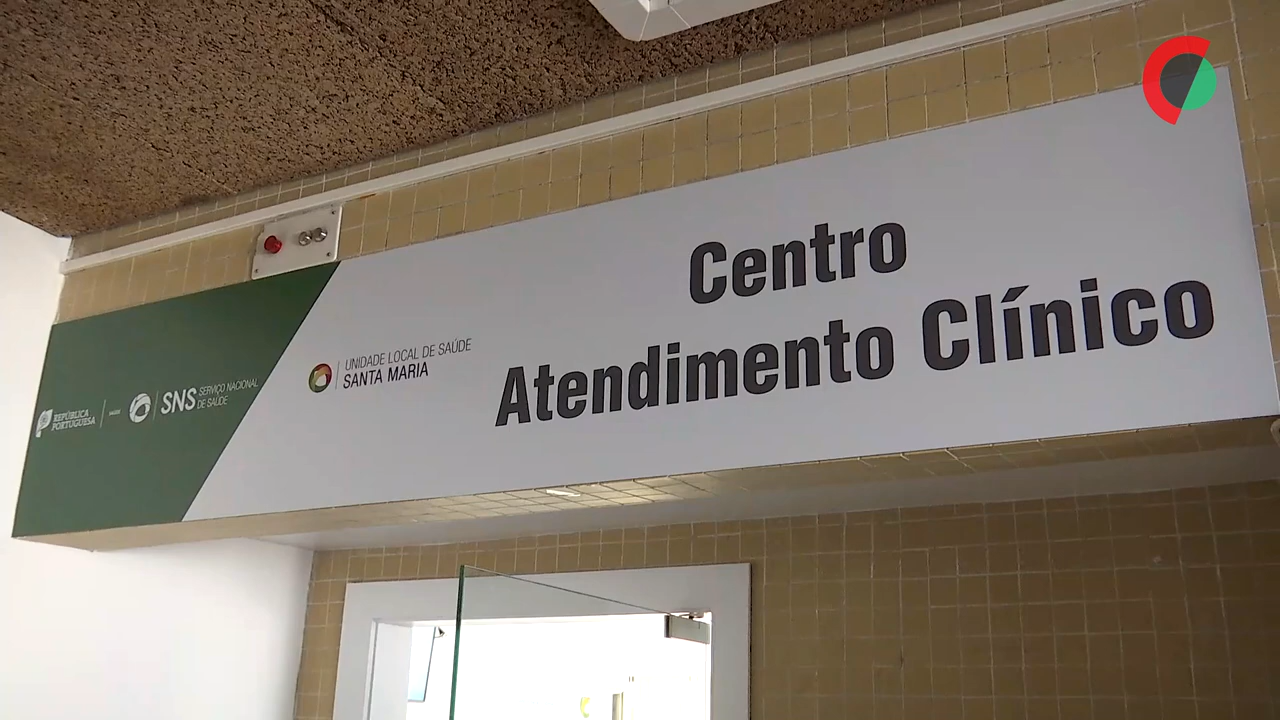 Centro
Atendimento Clínico
UNIDADE LOCAL DE SAÚDE
SANTA MARIA
SNS
SERVIÇO NACIONAL
DE SAÚDE
REPÚBLICA
PORTUGUESA